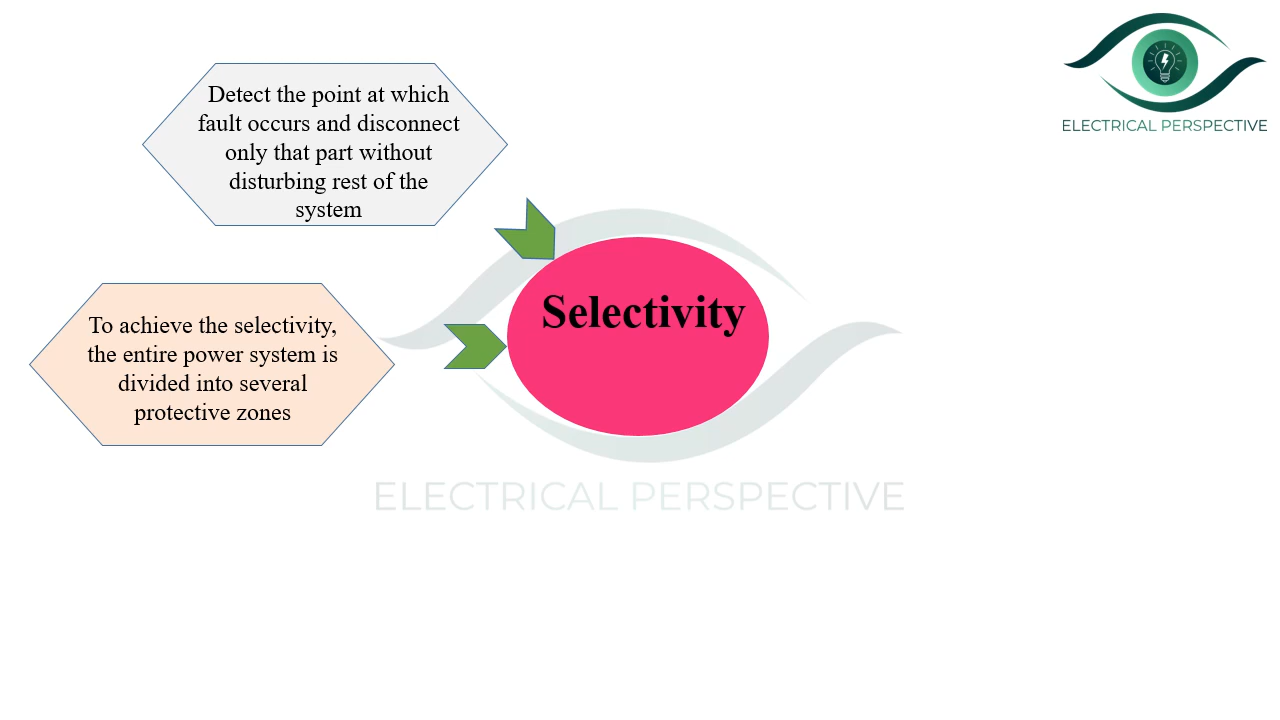 ELECTRICAL PERSPECTIVE
Detect the point at which
fault occurs and disconnect
only that part without
disturbing rest of the
system
Selectivity
To achieve the selectivity,
the entire power system is
divided into several
protective zones
ELECTRICAL PERSPECTIVE